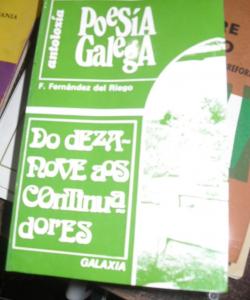 antoloxía
PoesíA
GalegA
F. Fernández del Riego
Do deza-
nove aos
continua-
dores
GALAXIA